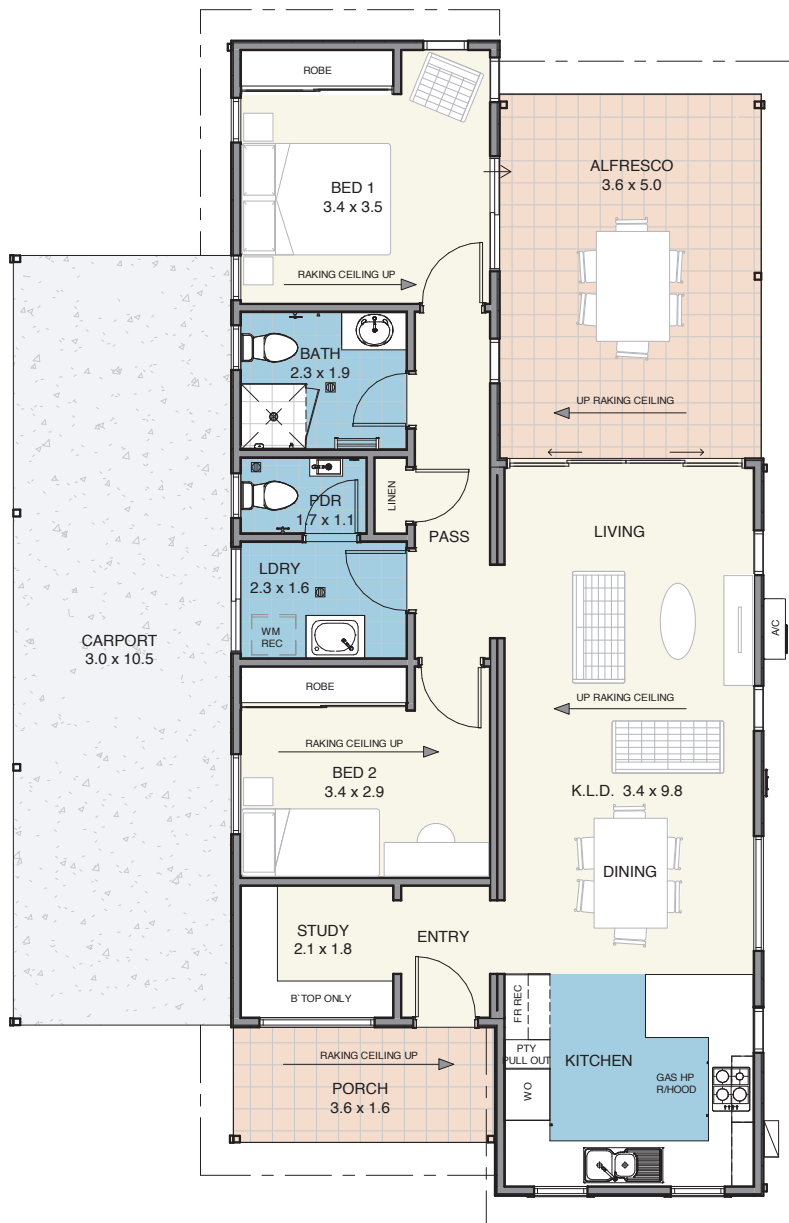 ROBE
BED 1
3.4 x 3.5
RAKING CEILING UP
ALFRESCO
3.6 x 5.0
UP RAKING CEILING
BATH
2.3 x 1.9
PDR
1.7 x 1.1
LINEN
PASS
LIVING
LDRY
2.3 x 1.6
WM
REC
CARPORT
3.0 x 10.5
A/C
ROBE
UP RAKING CEILING
RAKING CEILING UP
BED 2
3.4 x 2.9
K.L.D. 3.4 x 9.8
DINING
STUDY
2.1 x 1.8
ENTRY
B'TOP ONLY
FR REC
PTY
PULL OUT
WO
KITCHEN
GAS HP
R/HOOD
RAKING CEILING UP
PORCH
3.6 x 1.6